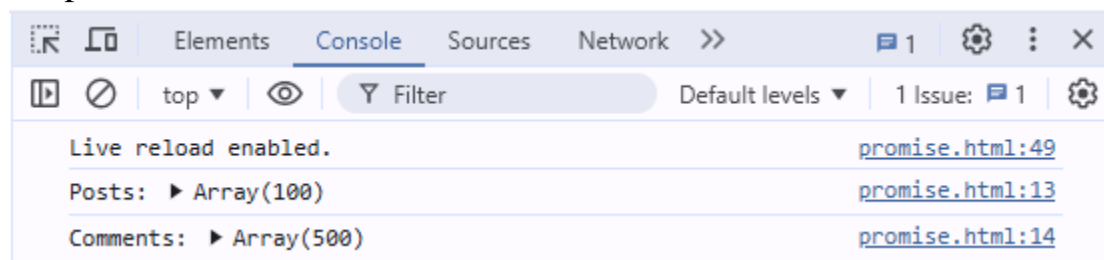 Elements Console Sources Network >> 1
top ▼ Filter Default levels ▼ 1 Issue: 1
Live reload enabled. promise.html:49
Posts: ▶ Array(100) promise.html:13
Comments: ▶ Array(500) promise.html:14